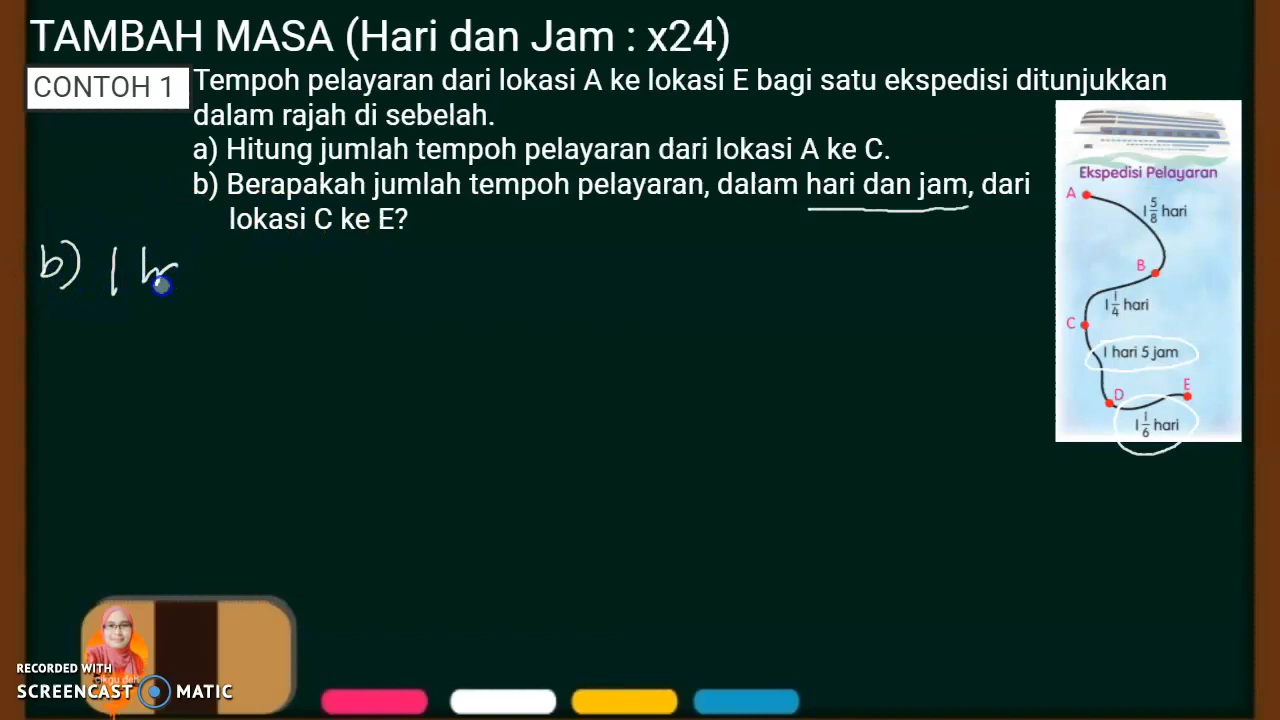 TAMBAH MASA (Hari dan Jam : x24)
CONTOH 1
Tempoh pelayaran dari lokasi A ke lokasi E bagi satu ekspedisi ditunjukkan
dalam rajah di sebelah.
a) Hitung jumlah tempoh pelayaran dari lokasi A ke C.
b) Berapakah jumlah tempoh pelayaran, dalam hari dan jam, dari
lokasi C ke E?
b) 1 h
Ekspedisi Pelayaran
A
1 5/8 hari
B
1 1/4 hari
C
1 hari 5 jam
D
E
1 1/6 hari
RECORDED WITH
SCREENCAST MATIC